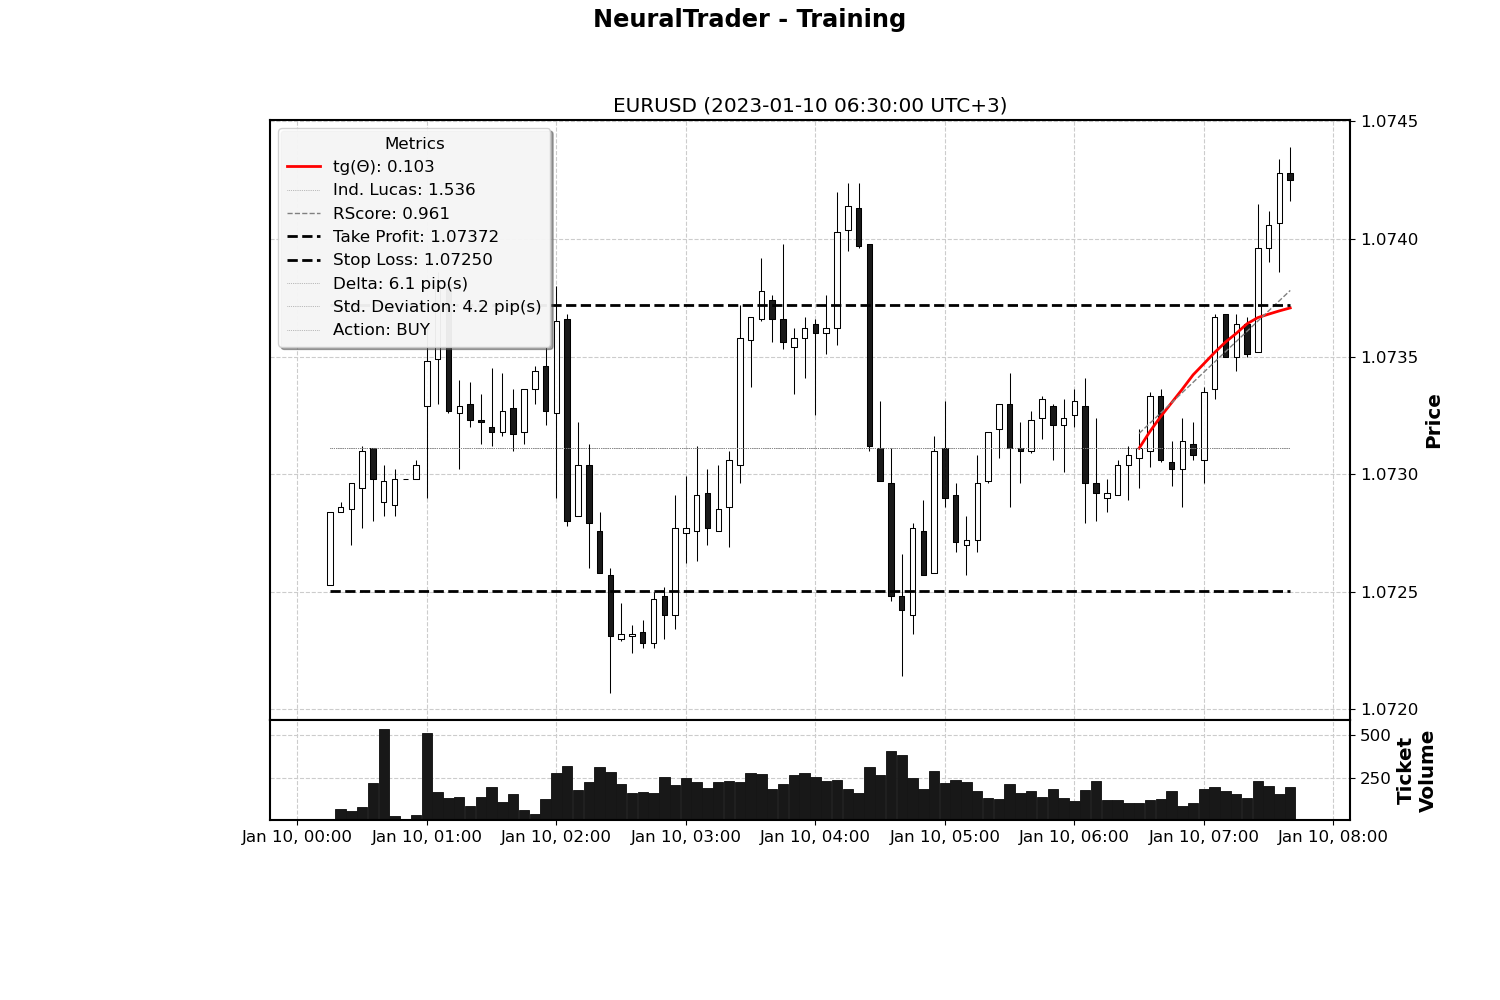 NeuralTrader - Training
EURUSD (2023-01-10 06:30:00 UTC+3)
Metrics
tg(Θ): 0.103
Ind. Lucas: 1.536
RScore: 0.961
Take Profit: 1.07372
Stop Loss: 1.07250
Delta: 6.1 pip(s)
Std. Deviation: 4.2 pip(s)
Action: BUY
1.0745
1.0740
1.0735
1.0730
1.0725
1.0720
Price
500
250
Ticket
Volume
Jan 10, 00:00
Jan 10, 01:00
Jan 10, 02:00
Jan 10, 03:00
Jan 10, 04:00
Jan 10, 05:00
Jan 10, 06:00
Jan 10, 07:00
Jan 10, 08:00